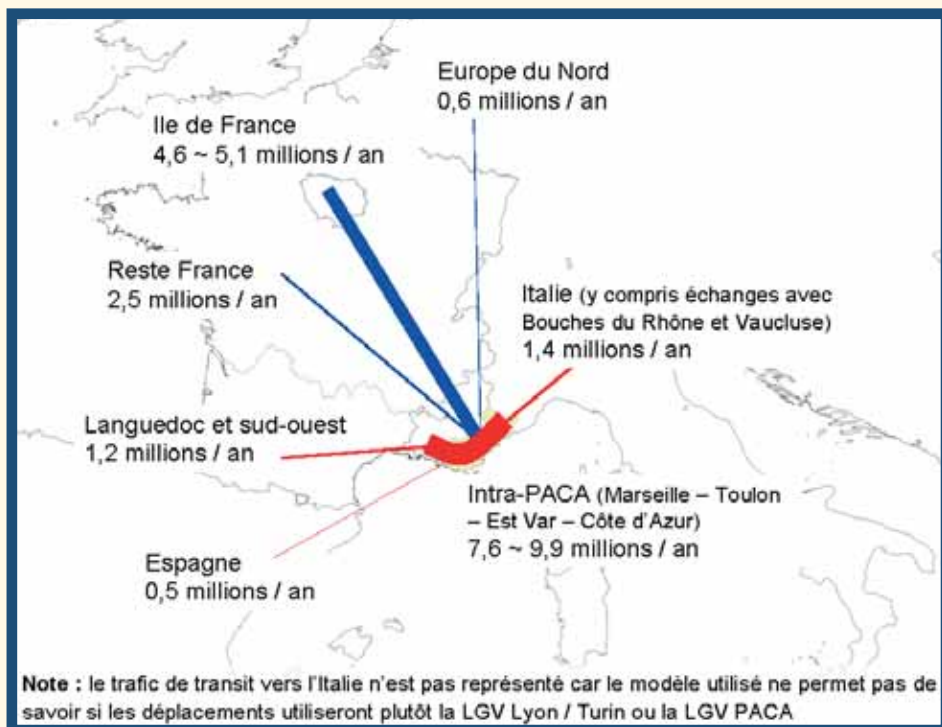 Europe du Nord
0,6 millions / an
Ile de France
4,6 ~ 5,1 millions / an
Reste France
2,5 millions / an
Italie (y compris échanges avec
Bouches du Rhône et Vaucluse)
1,4 millions / an
Languedoc et sud-ouest
1,2 millions / an
Intra-PACA (Marseille – Toulon
– Est Var – Côte d'Azur)
7,6 ~ 9,9 millions / an
Espagne
0,5 millions / an
Note : le trafic de transit vers l'Italie n'est pas représenté car le modèle utilisé ne permet pas de
savoir si les déplacements utiliseront plutôt la LGV Lyon / Turin ou la LGV PACA